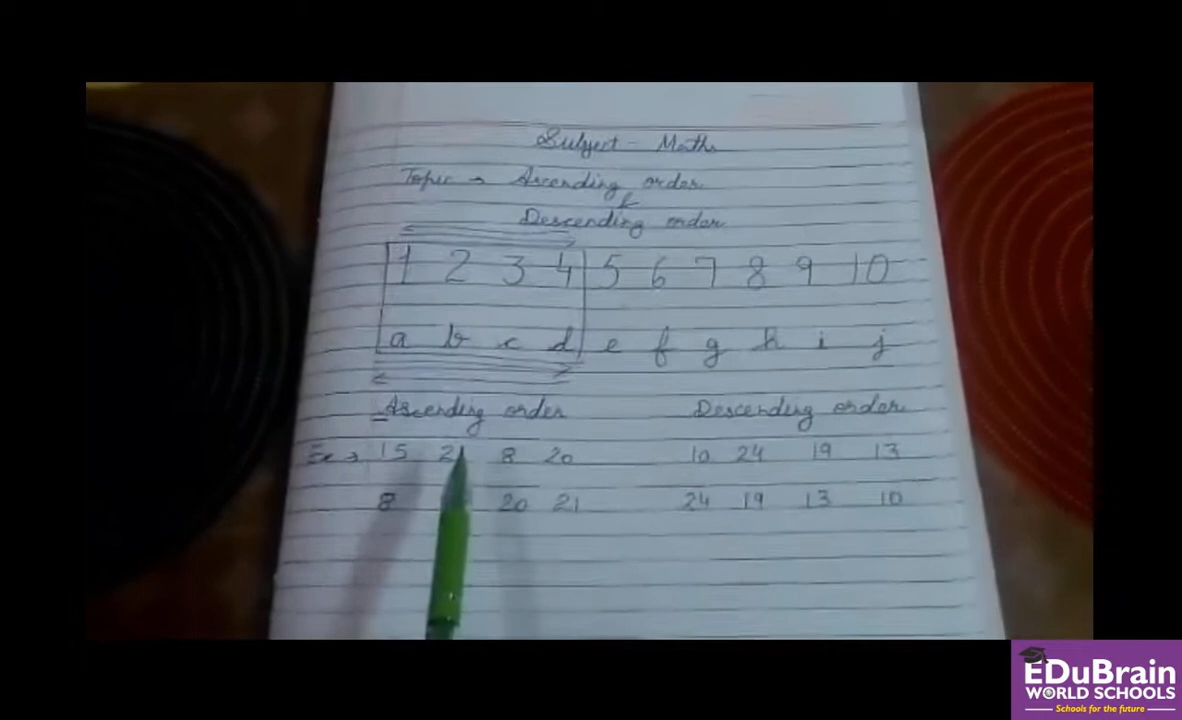 Subject - Maths
Topic → Ascending order
&
Descending order
1 2 3 4 5 6 7 8 9 10
a b c d e f g h i j
Ascending order Descending order
Ex → 15 21 8 20 10 24 19 13
8 20 21 24 19 13 10
EDuBrain
WORLD SCHOOLS
Schools for the future